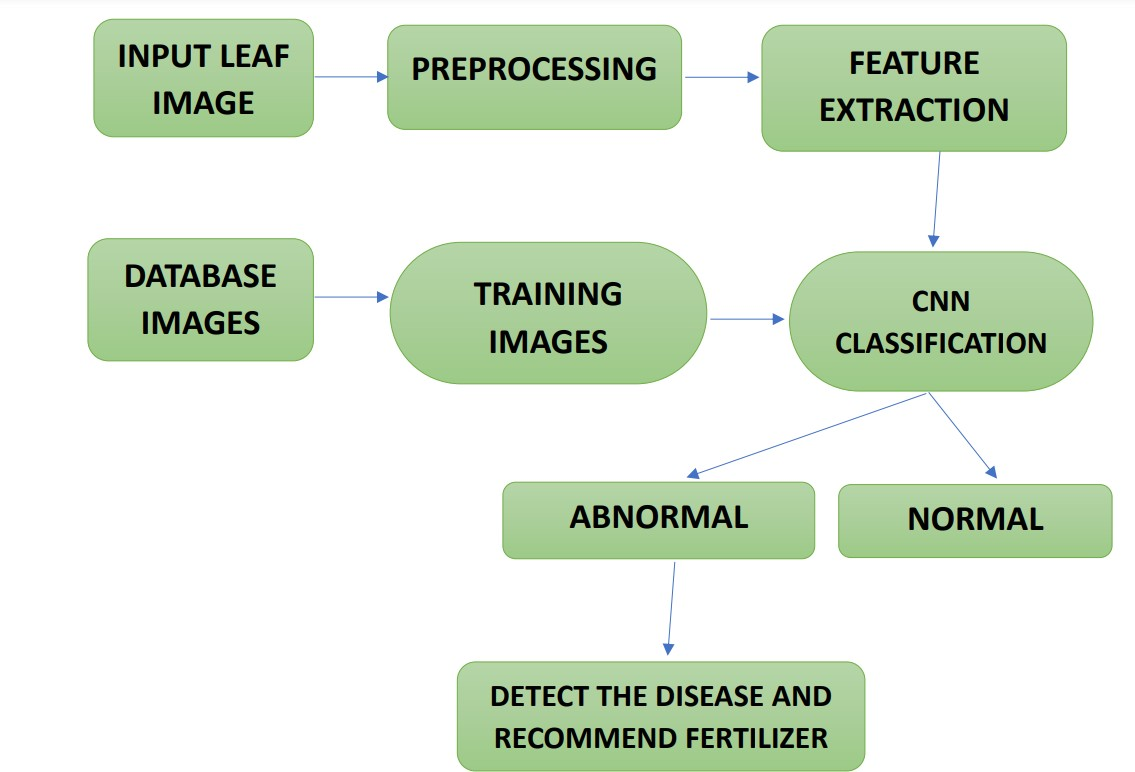 INPUT LEAF
IMAGE
PREPROCESSING
FEATURE
EXTRACTION
DATABASE
IMAGES
TRAINING
IMAGES
CNN
CLASSIFICATION
ABNORMAL
NORMAL
DETECT THE DISEASE AND
RECOMMEND FERTILIZER